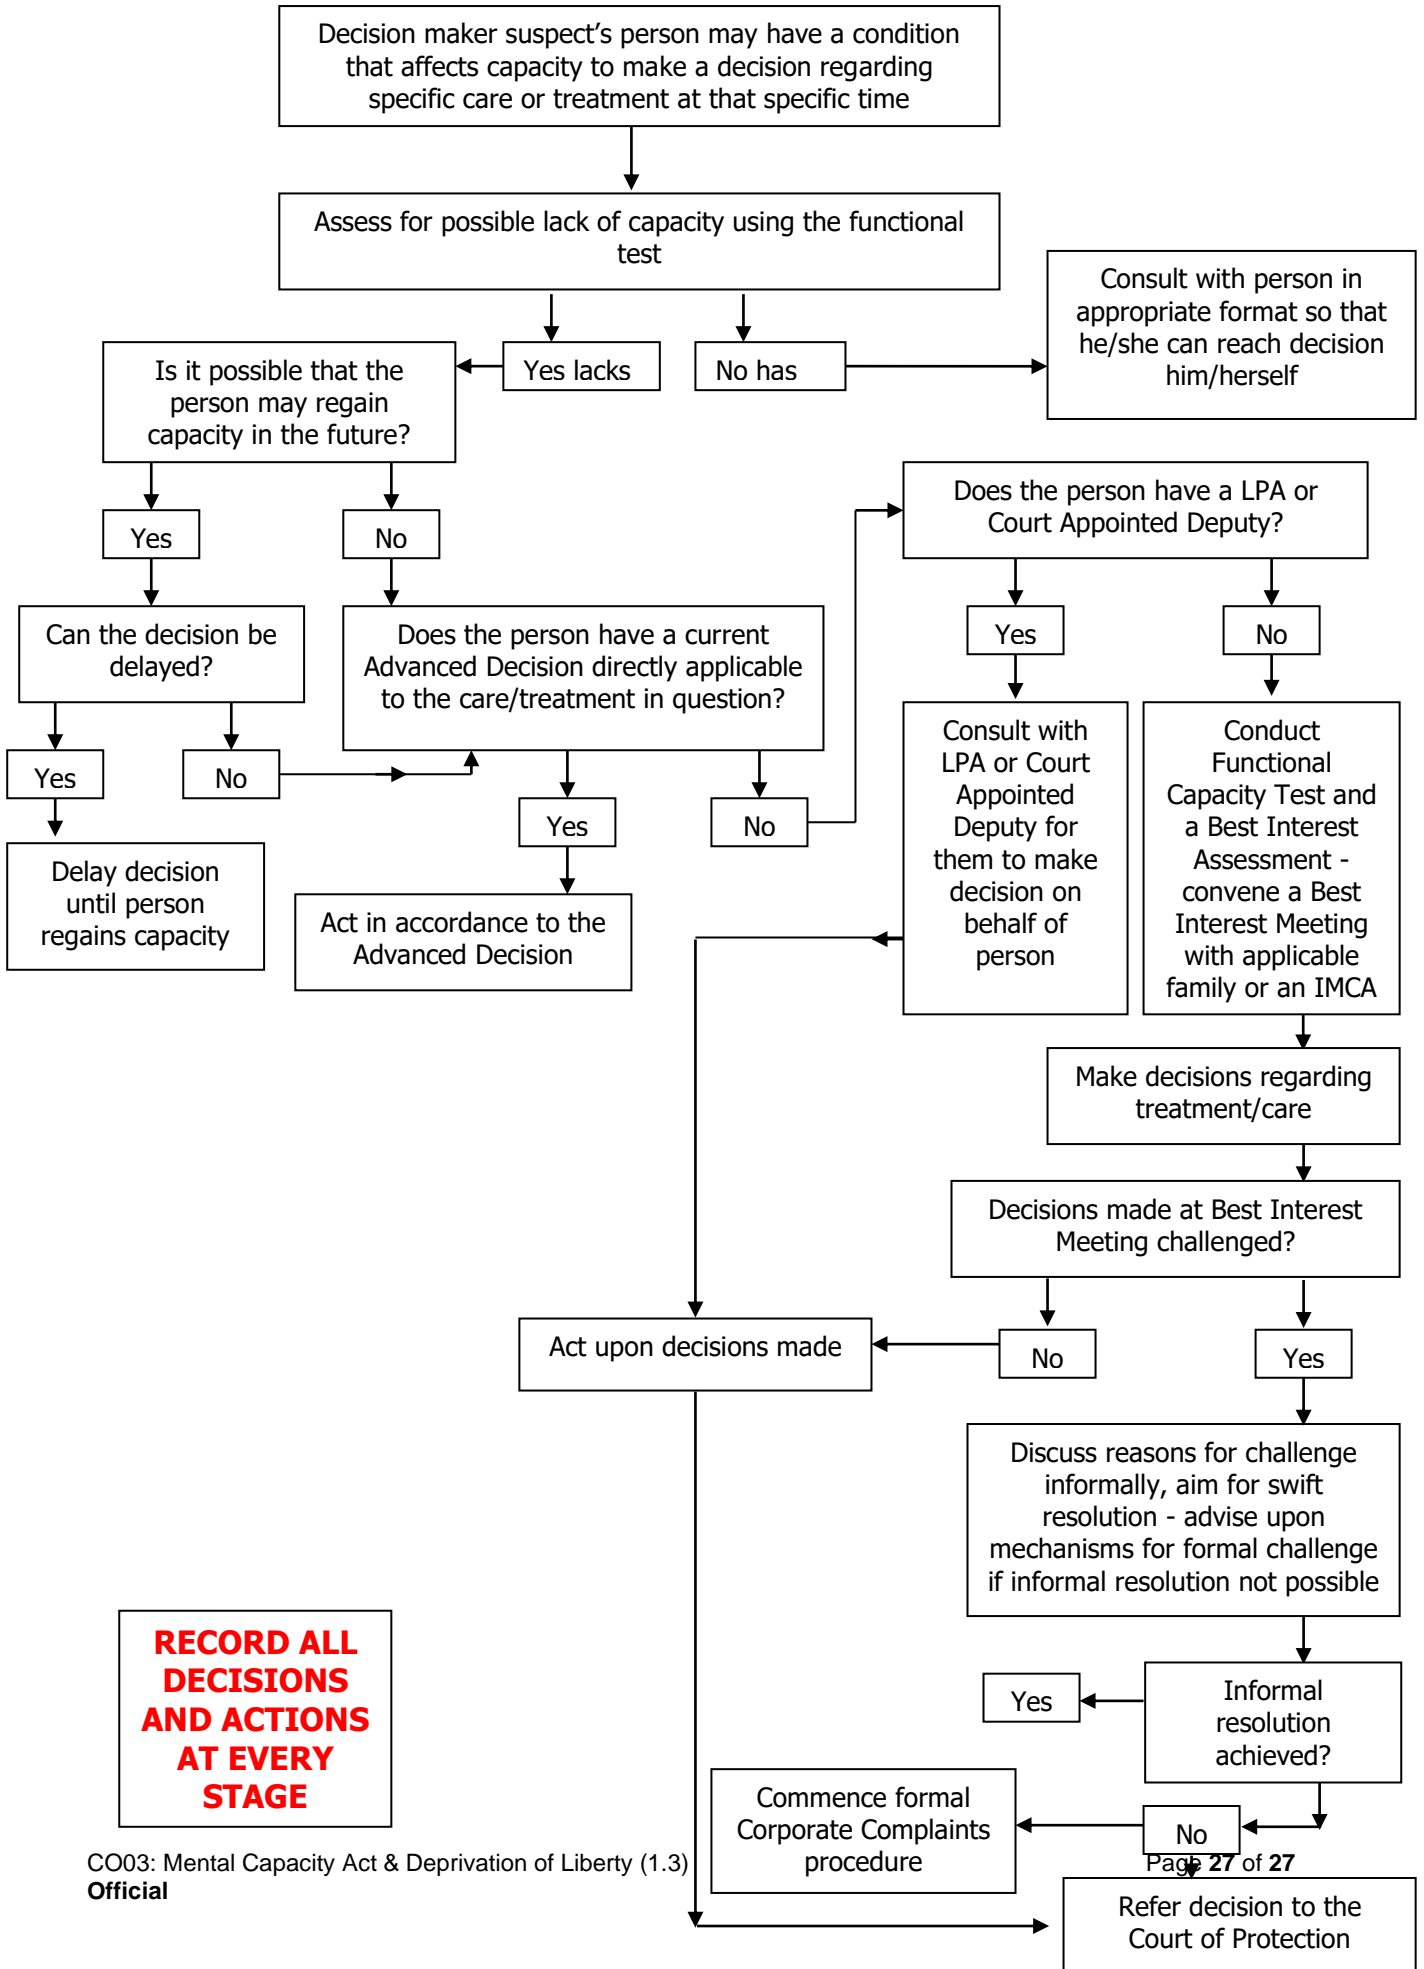 Decision maker suspect's person may have a condition
that affects capacity to make a decision regarding
specific care or treatment at that specific time
Assess for possible lack of capacity using the functional
test
Consult with person in
appropriate format so that
he/she can reach decision
him/herself
Yes lacks
No has
Is it possible that the
person may regain
capacity in the future?
Yes
No
Does the person have a LPA or
Court Appointed Deputy?
Can the decision be
delayed?
Does the person have a current
Advanced Decision directly applicable
to the care/treatment in question?
Yes
No
Yes
No
Yes
No
Consult with
LPA or Court
Appointed
Deputy for
them to make
decision on
behalf of
person
Conduct
Functional
Capacity Test and
a Best Interest
Assessment -
convene a Best
Interest Meeting
with applicable
family or an IMCA
Delay decision
until person
regains capacity
Act in accordance to the
Advanced Decision
Make decisions regarding
treatment/care
Decisions made at Best Interest
Meeting challenged?
Act upon decisions made
No
Yes
Discuss reasons for challenge
informally, aim for swift
resolution - advise upon
mechanisms for formal challenge
if informal resolution not possible
RECORD ALL
DECISIONS
AND ACTIONS
AT EVERY
STAGE
Yes
Informal
resolution
achieved?
Commence formal
Corporate Complaints
procedure
No
CO03: Mental Capacity Act & Deprivation of Liberty (1.3)
Page 27 of 27
Official
Refer decision to the
Court of Protection